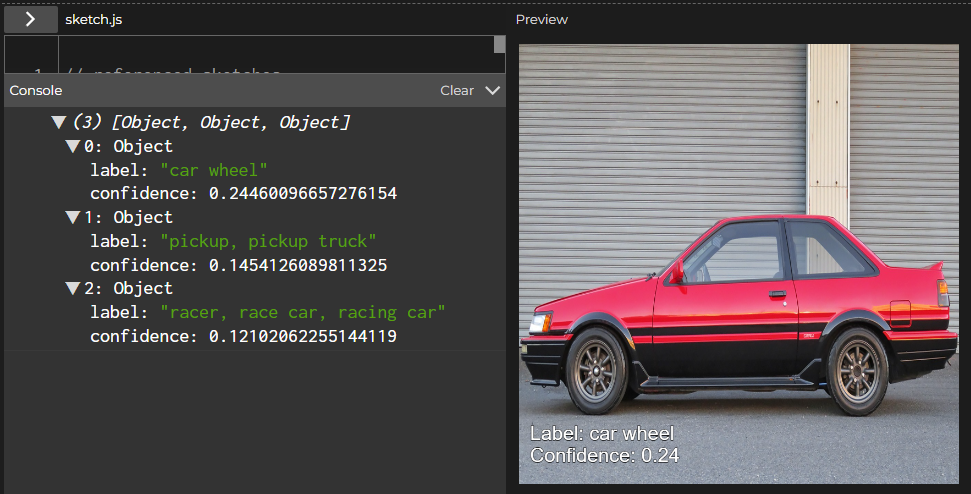 sketch.js
Preview
1 // referenced sketches
Console
Clear
▼(3) [Object, Object, Object]
▼0: Object
label: "car wheel"
confidence: 0.24460096657276154
▼1: Object
label: "pickup, pickup truck"
confidence: 0.1454126089811325
▼2: Object
label: "racer, race car, racing car"
confidence: 0.12102062255144119
Label: car wheel
Confidence: 0.24